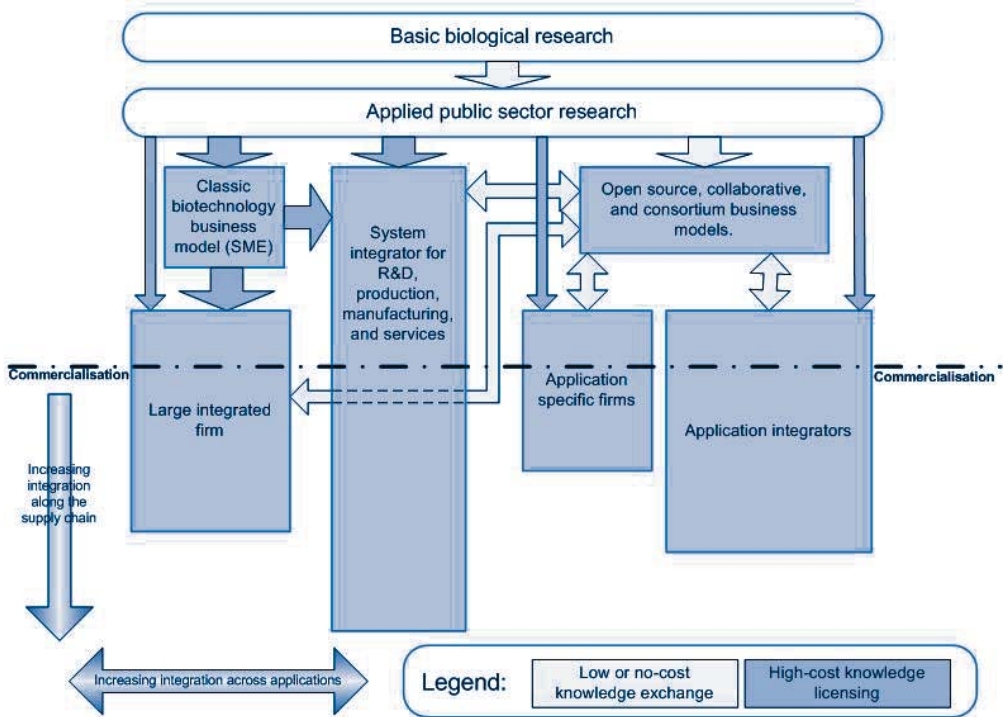 Basic biological research
Applied public sector research
Classic
biotechnology
business
model (SME)
System
integrator for
R&D,
production,
manufacturing,
and services
Open source, collaborative,
and consortium business
models.
Commercialisation
Commercialisation
Large integrated
firm
Application
specific firms
Application integrators
Increasing
integration
along the
supply chain
Increasing integration across applications
Legend:
Low or no-cost
knowledge exchange
High-cost knowledge
licensing